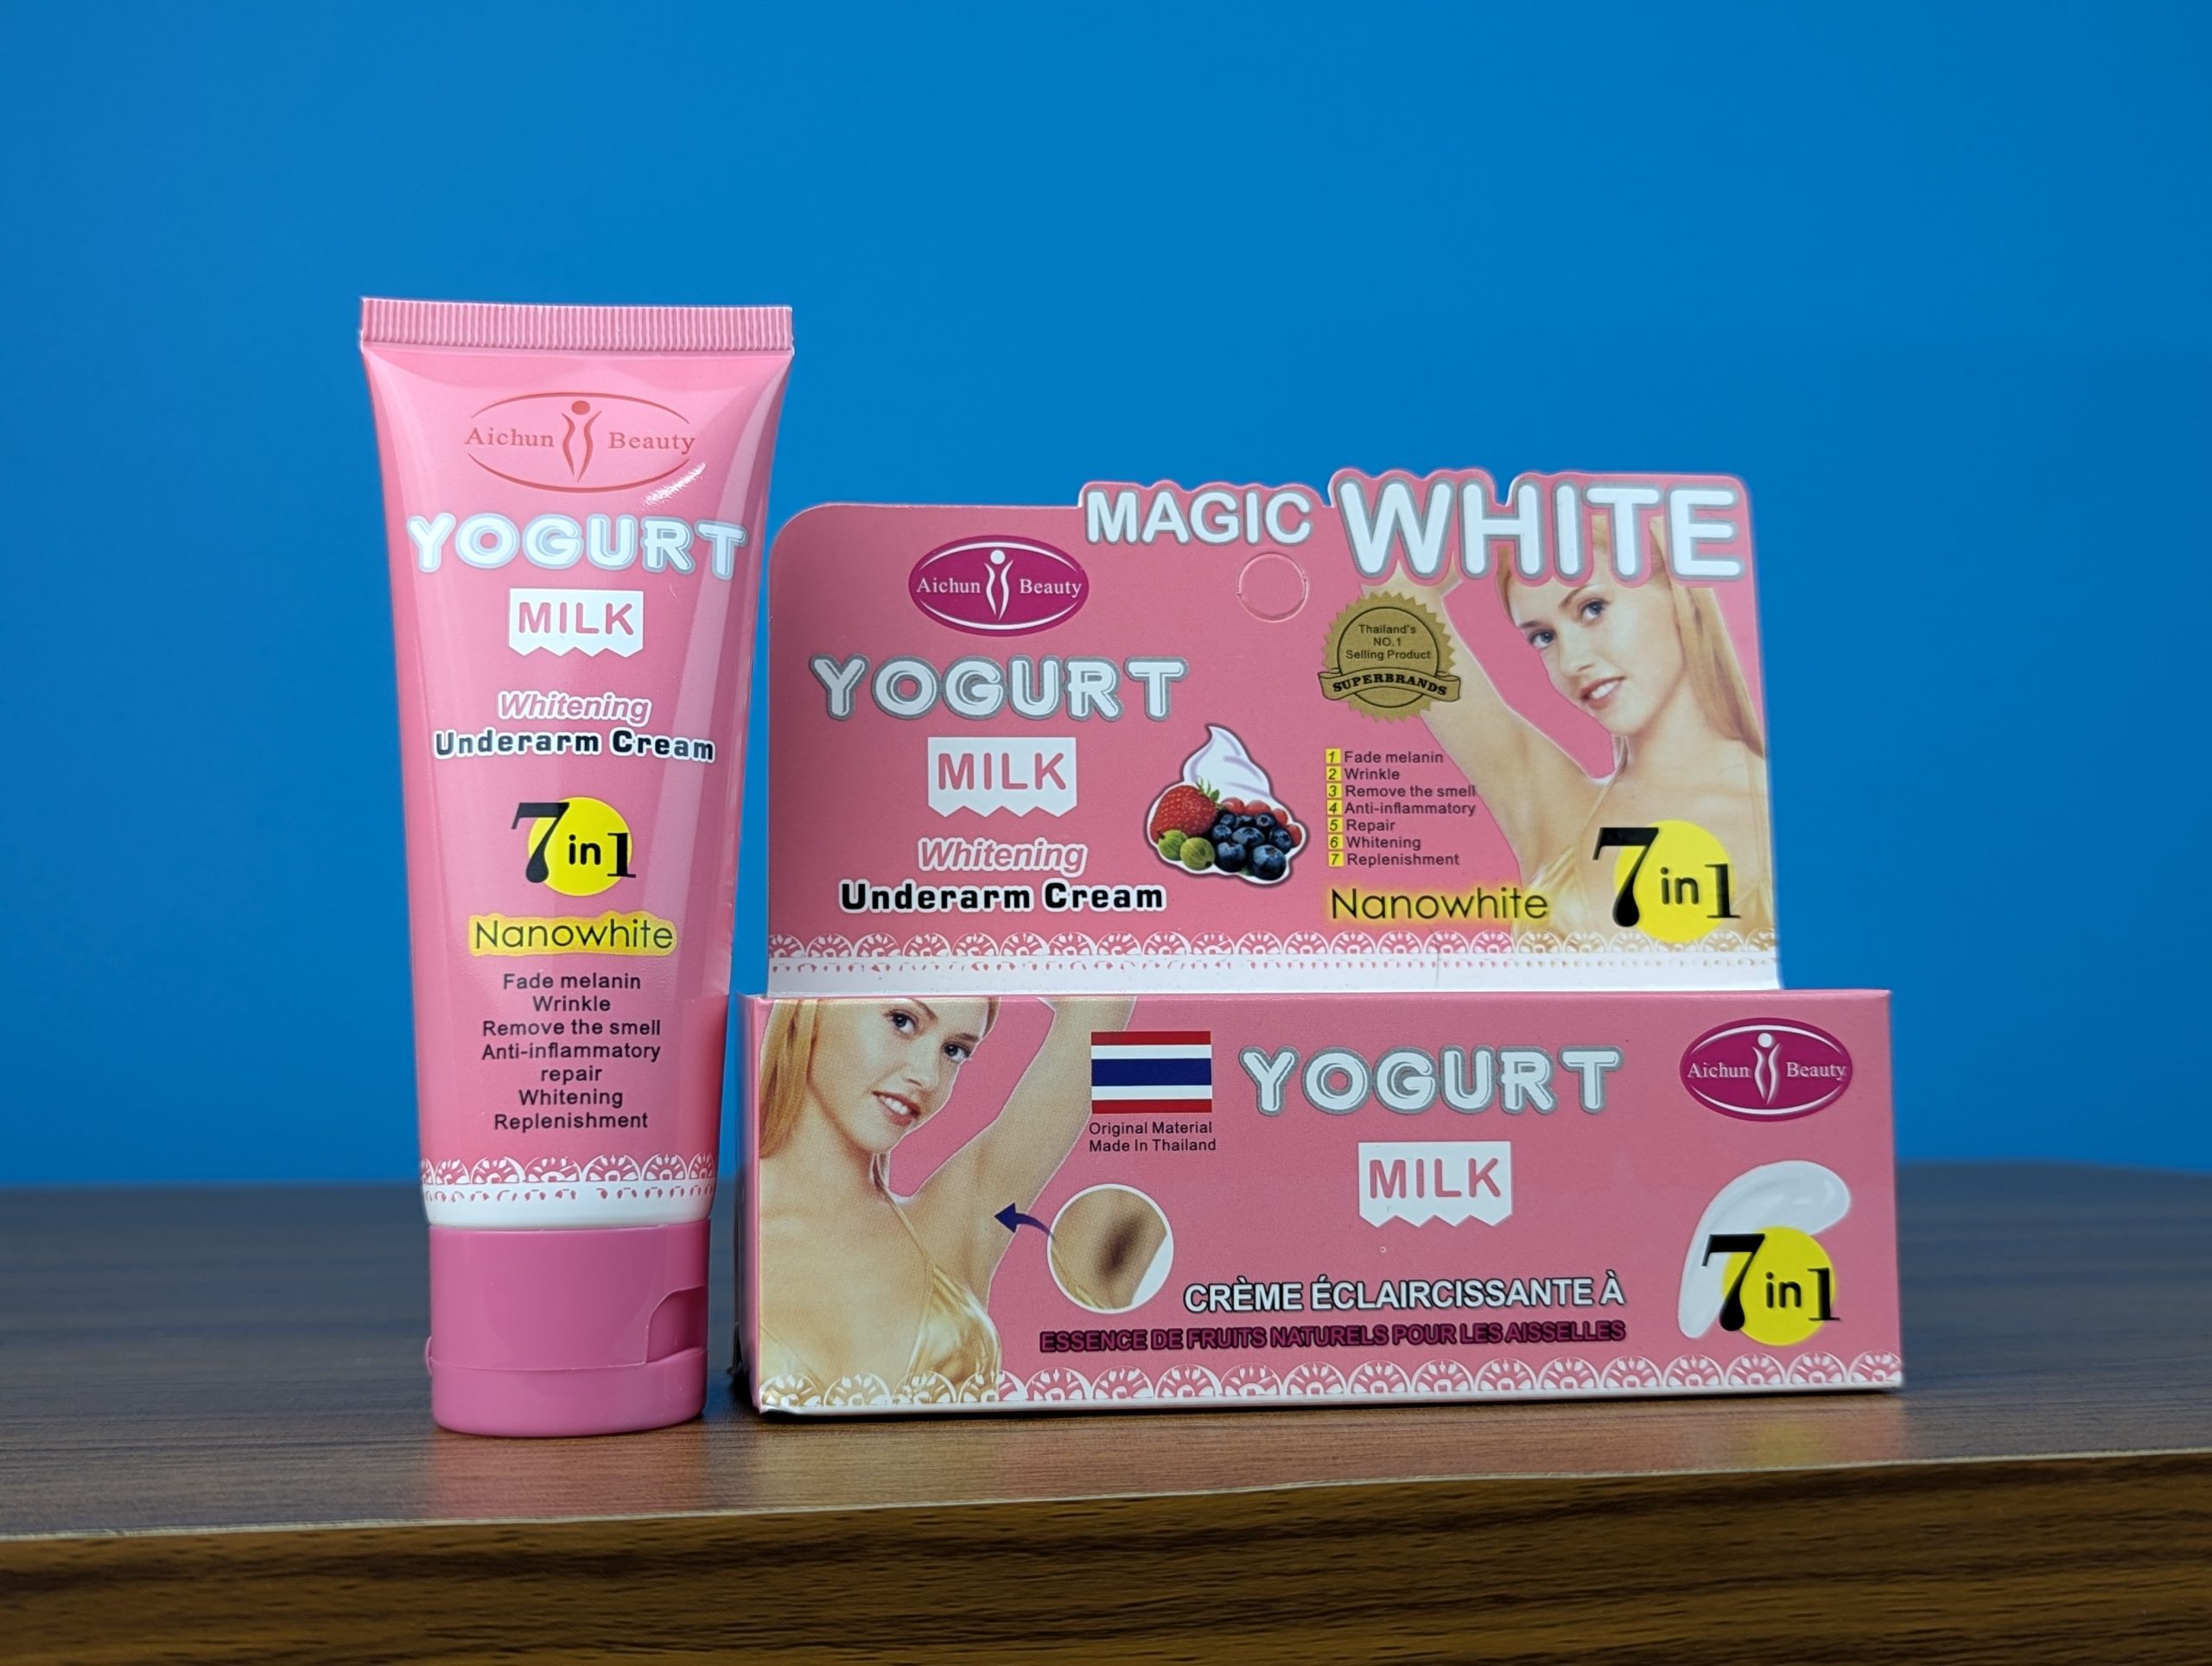 Aichun Beauty
YOGURT
MILK
Whitening
Underarm Cream
7 in 1
Nanowhite
Fade melanin
Wrinkle
Remove the smell
Anti-inflammatory
repair
Whitening
Replenishment
MAGIC WHITE
Aichun Beauty
YOGURT
MILK
Whitening
Underarm Cream
Thailand's
NO.1
Selling Product
SUPERBRANDS
1 Fade melanin
2 Wrinkle
3 Remove the smell
4 Anti-inflammatory
5 Repair
6 Whitening
7 Replenishment
Nanowhite
7 in 1
Original Material
Made In Thailand
YOGURT
MILK
Aichun Beauty
CRÈME ÉCLAIRCISSANTE À
ESSENCE DE FRUITS NATURELS POUR LES AISSELLES
7 in 1